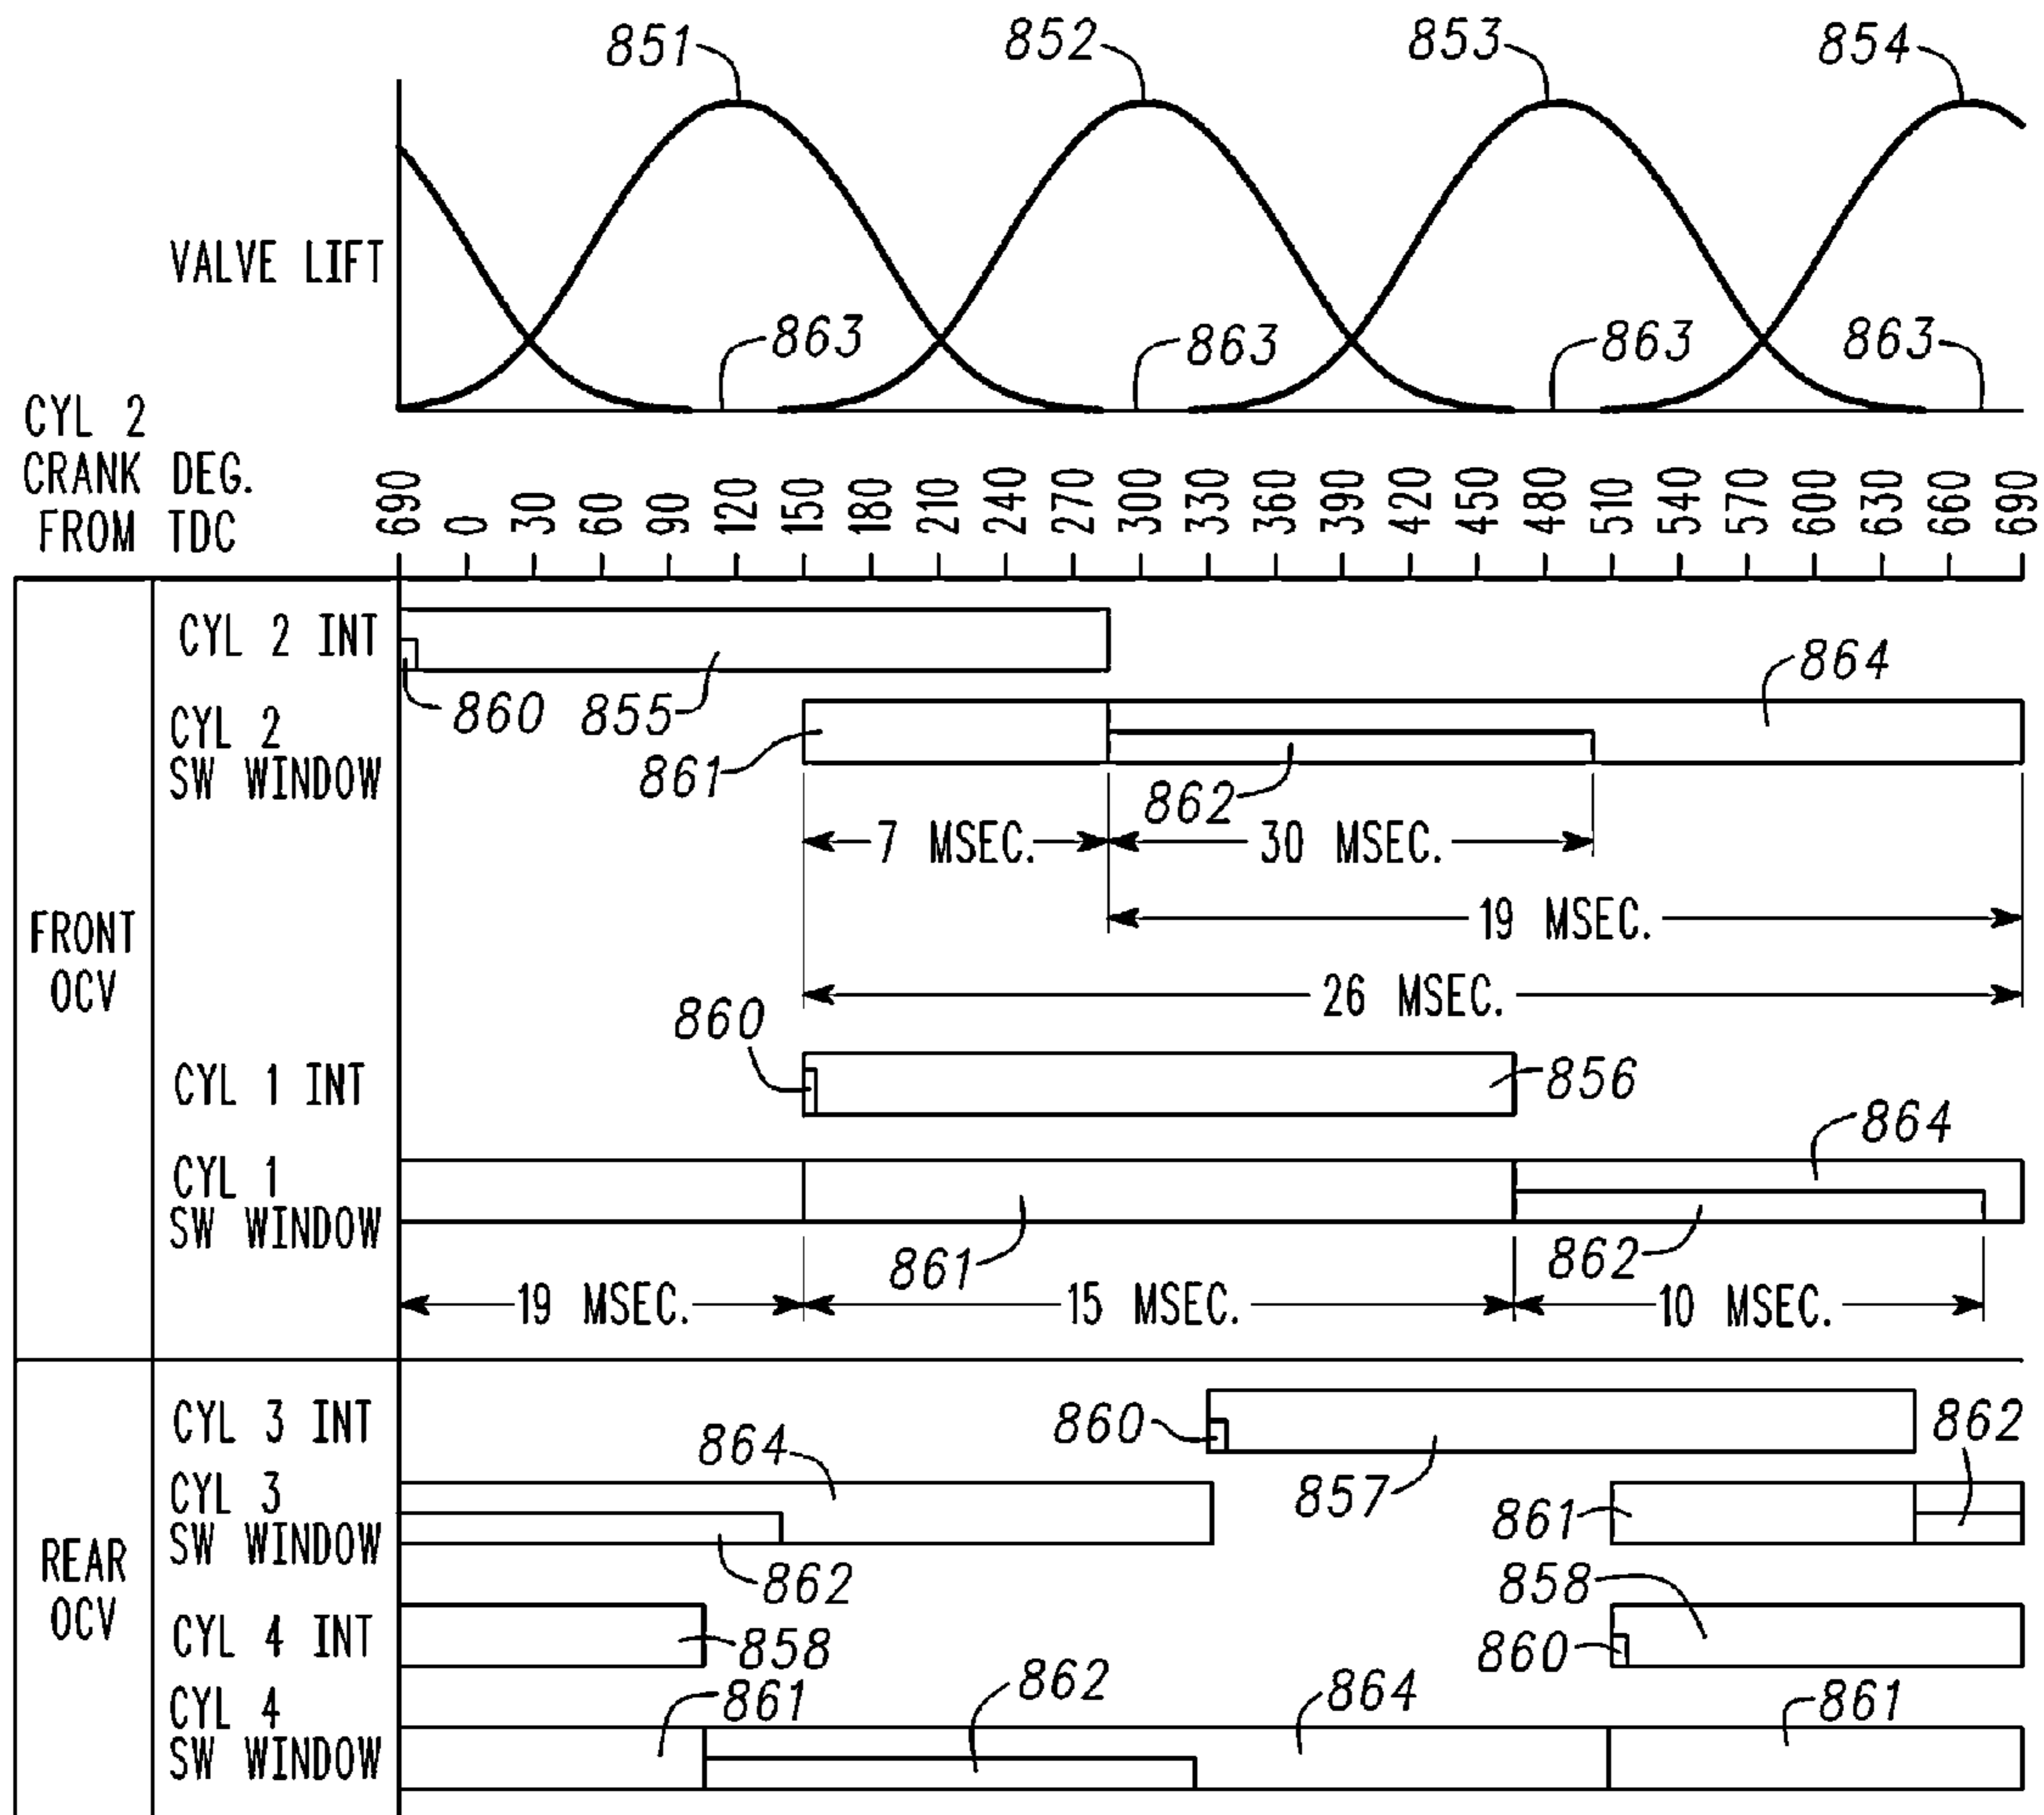 851 852 853 854
VALVE LIFT
863 863 863 863
CYL 2
CRANK DEG.
FROM TDC
690 0 30 60 90 120 150 180 210 240 270 300 330 360 390 420 450 480 510 540 570 600 630 660 690
FRONT
OCV
CYL 2 INT
860 855 864
CYL 2
SW WINDOW
861 862
7 MSEC. 30 MSEC.
19 MSEC.
26 MSEC.
860
CYL 1 INT
856
864
CYL 1
SW WINDOW
861 862
19 MSEC. 15 MSEC. 10 MSEC.
REAR
OCV
CYL 3 INT
860 857 862
864
CYL 3
SW WINDOW
861
862
858
CYL 4 INT
858 860
CYL 4
SW WINDOW
861 862 864 861